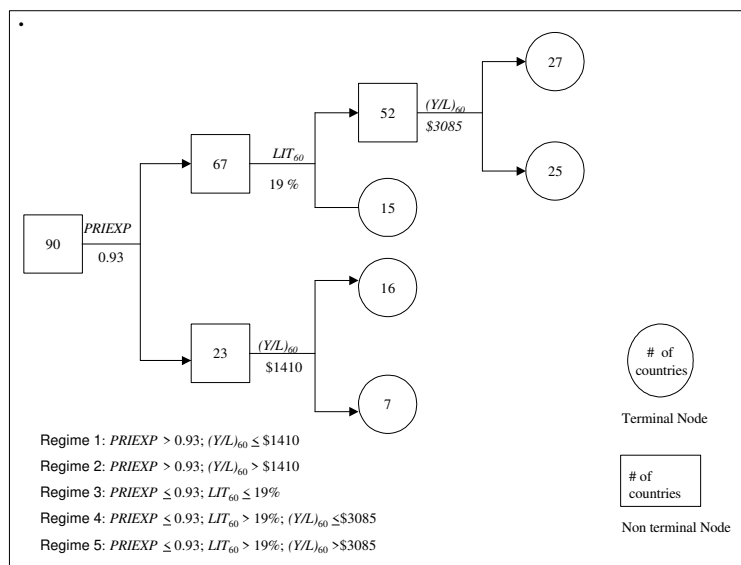 27
52
(Y/L)60
$3085
67
LIT60
19 %
25
15
90
PRIEXP
0.93
16
23
(Y/L)60
$1410
7
# of
countries
Terminal Node
Regime 1: PRIEXP > 0.93; (Y/L)60 ≤ $1410
Regime 2: PRIEXP > 0.93; (Y/L)60 > $1410
Regime 3: PRIEXP ≤ 0.93; LIT60 ≤ 19%
Regime 4: PRIEXP ≤ 0.93; LIT60 > 19%; (Y/L)60 ≤$3085
Regime 5: PRIEXP ≤ 0.93; LIT60 > 19%; (Y/L)60 >$3085
# of
countries
Non terminal Node